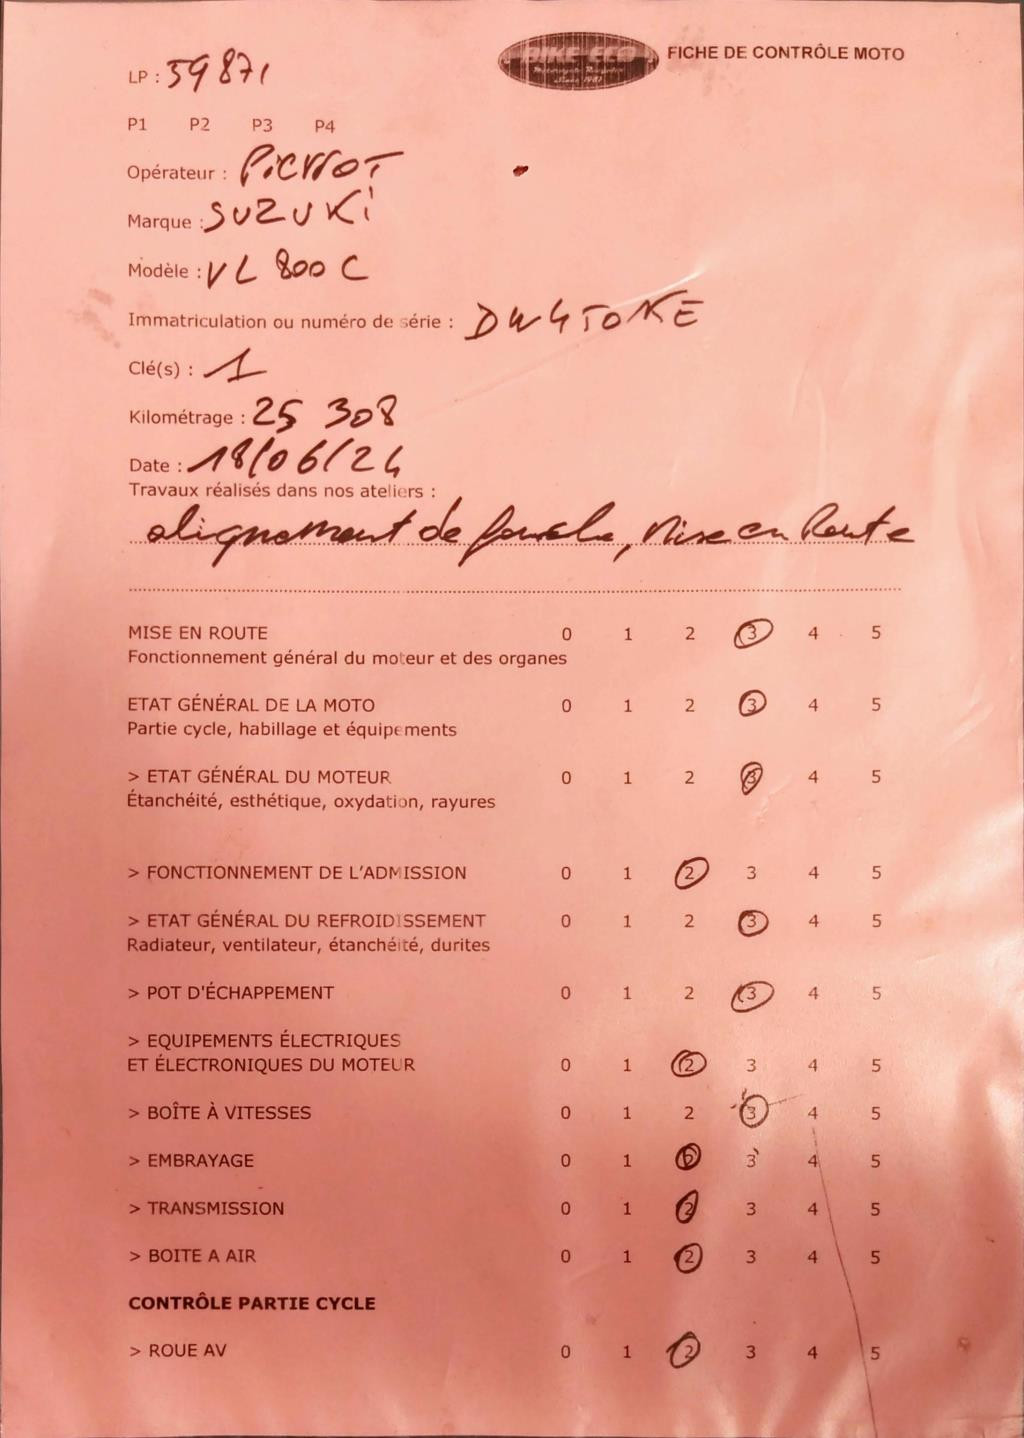 BIKE-ECO
Motorcycle Recycler
Since 1987
FICHE DE CONTRÔLE MOTO
LP : 59871
P1 P2 P3 P4
Opérateur : Pierrot
Marque : SUZUKi
Modèle : VL 800 C
Immatriculation ou numéro de série :
Clé(s) : 1
Kilométrage : 25 308
Date : 18/06/24
Travaux réalisés dans nos ateliers :
alignement de fourche, Mise en Route
MISE EN ROUTE 0 1 2 3 4 5
Fonctionnement général du moteur et des organes
ETAT GÉNÉRAL DE LA MOTO 0 1 2 3 4 5
Partie cycle, habillage et équipements
> ETAT GÉNÉRAL DU MOTEUR 0 1 2 3 4 5
Étanchéité, esthétique, oxydation, rayures
> FONCTIONNEMENT DE L'ADMISSION 0 1 2 3 4 5
> ETAT GÉNÉRAL DU REFROIDISSEMENT 0 1 2 3 4 5
Radiateur, ventilateur, étanchéité, durites
> POT D'ÉCHAPPEMENT 0 1 2 3 4 5
> EQUIPEMENTS ÉLECTRIQUES
ET ÉLECTRONIQUES DU MOTEUR 0 1 2 3 4 5
> BOÎTE À VITESSES 0 1 2 3 4 5
> EMBRAYAGE 0 1 2 3 4 5
> TRANSMISSION 0 1 2 3 4 5
> BOITE A AIR 0 1 2 3 4 5
CONTRÔLE PARTIE CYCLE
> ROUE AV 0 1 2 3 4 5